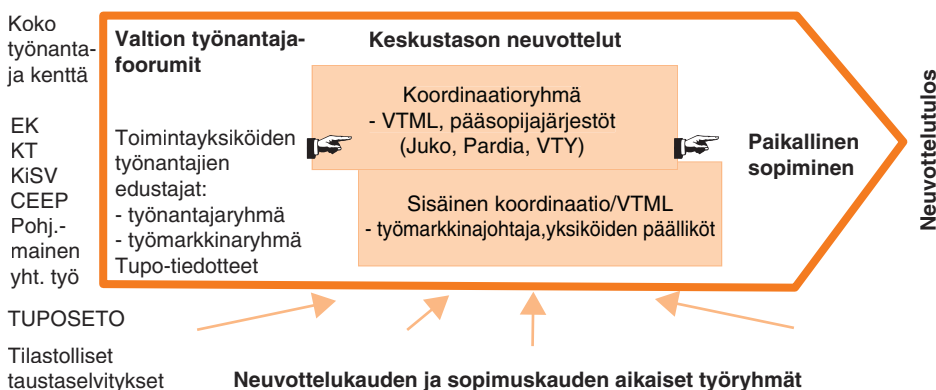 Koko
työnanta-
ja kenttä
EK
KT
KiSV
CEEP
Pohj.-
mainen
yht. työ
TUPOSETO
Tilastolliset
taustaselvitykset
Valtion työnantaja-
foorumit
Toimintayksiköiden
työnantajien
edustajat:
- työnantajaryhmä
- työmarkkinaryhmä
Tupo-tiedotteet
Keskustason neuvottelut
Koordinaatioryhmä
- VTML, pääsopijajärjestöt
(Juko, Pardia, VTY)
Sisäinen koordinaatio/VTML
- työmarkkinajohtaja,yksiköiden päälliköt
Paikallinen
sopiminen
Neuvottelutulos
Neuvottelukauden ja sopimuskauden aikaiset työryhmät